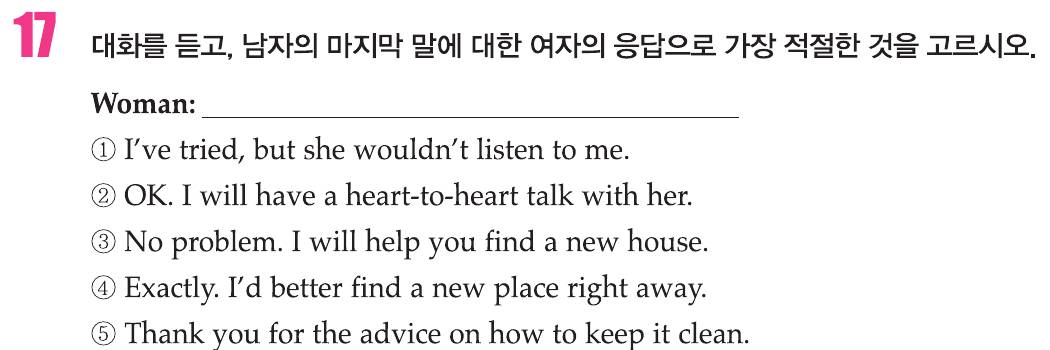 17 대화를 듣고, 남자의 마지막 말에 대한 여자의 응답으로 가장 적절한 것을 고르시오.
Woman:
① I've tried, but she wouldn't listen to me.
② OK. I will have a heart-to-heart talk with her.
③ No problem. I will help you find a new house.
④ Exactly. I'd better find a new place right away.
⑤ Thank you for the advice on how to keep it clean.